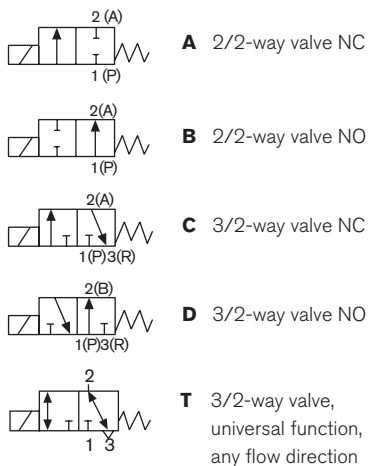 2 (A)
1 (P)
A 2/2-way valve NC
2(A)
1(P)
B 2/2-way valve NO
2(A)
1(P)3(R)
C 3/2-way valve NC
2(B)
1(P)3(R)
D 3/2-way valve NO
2
1 3
T 3/2-way valve,
universal function,
any flow direction